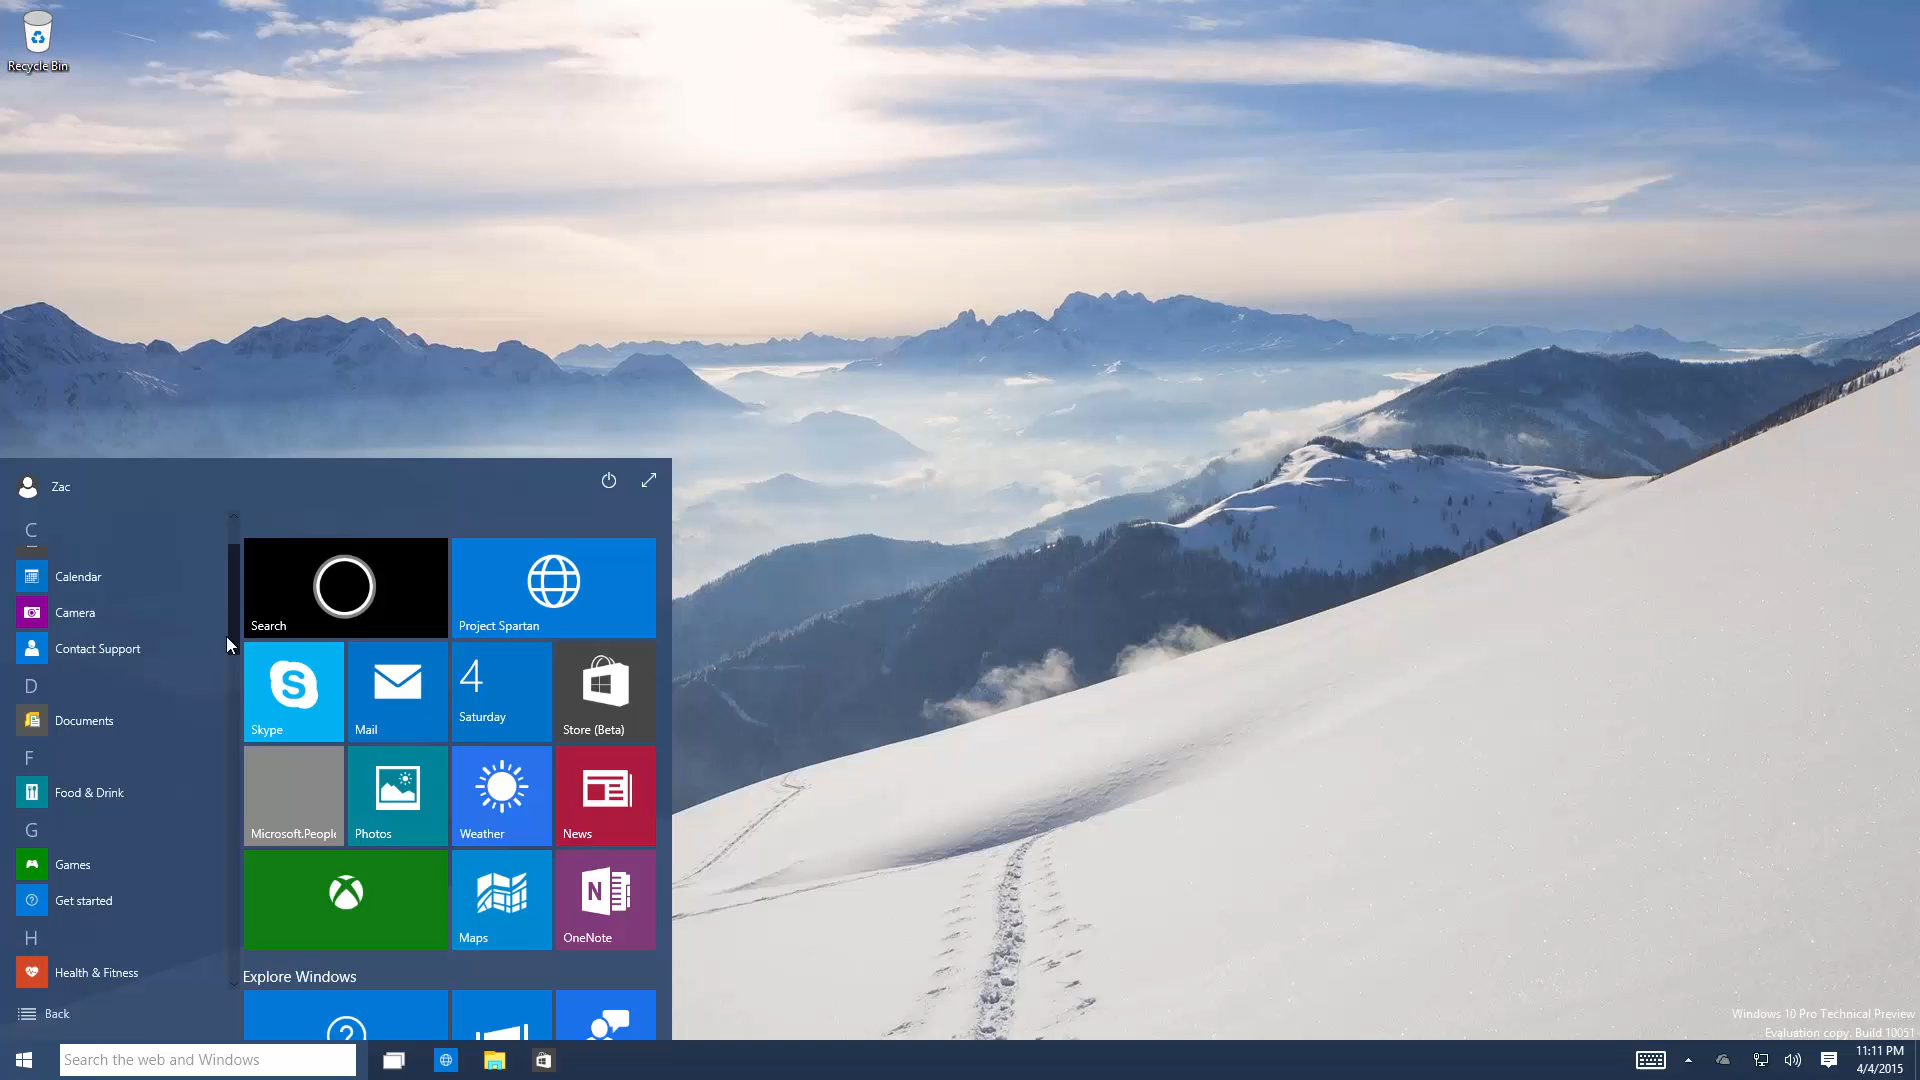 Recycle Bin
Zac
C
Calendar
Camera
Contact Support
D
Documents
F
Food & Drink
G
Games
Get started
H
Health & Fitness
Back
Search
Project Spartan
Skype
Mail
4
Saturday
Store (Beta)
Microsoft.People
Photos
Weather
News
Maps
N
OneNote
Explore Windows
Windows 10 Pro Technical Preview
Evaluation copy. Build 10051
Search the web and Windows
11:11 PM
4/4/2015